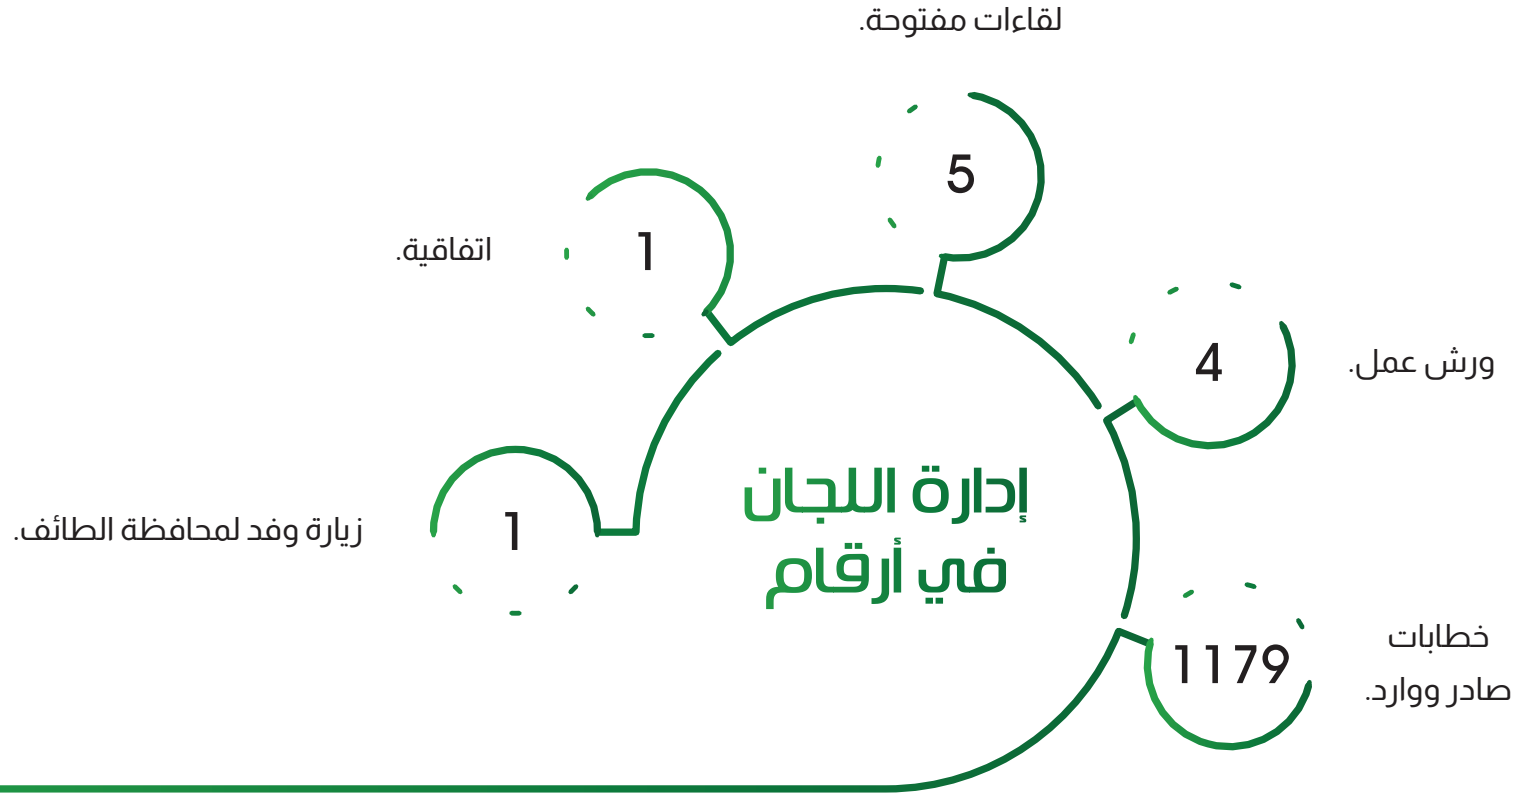 لقاءات مفتوحة.
5
اتفاقية.
1
ورش عمل.
4
إدارة اللجان
في أرقام
زيارة وفد لمحافظة الطائف.
1
خطابات
صادر ووارد.
1179